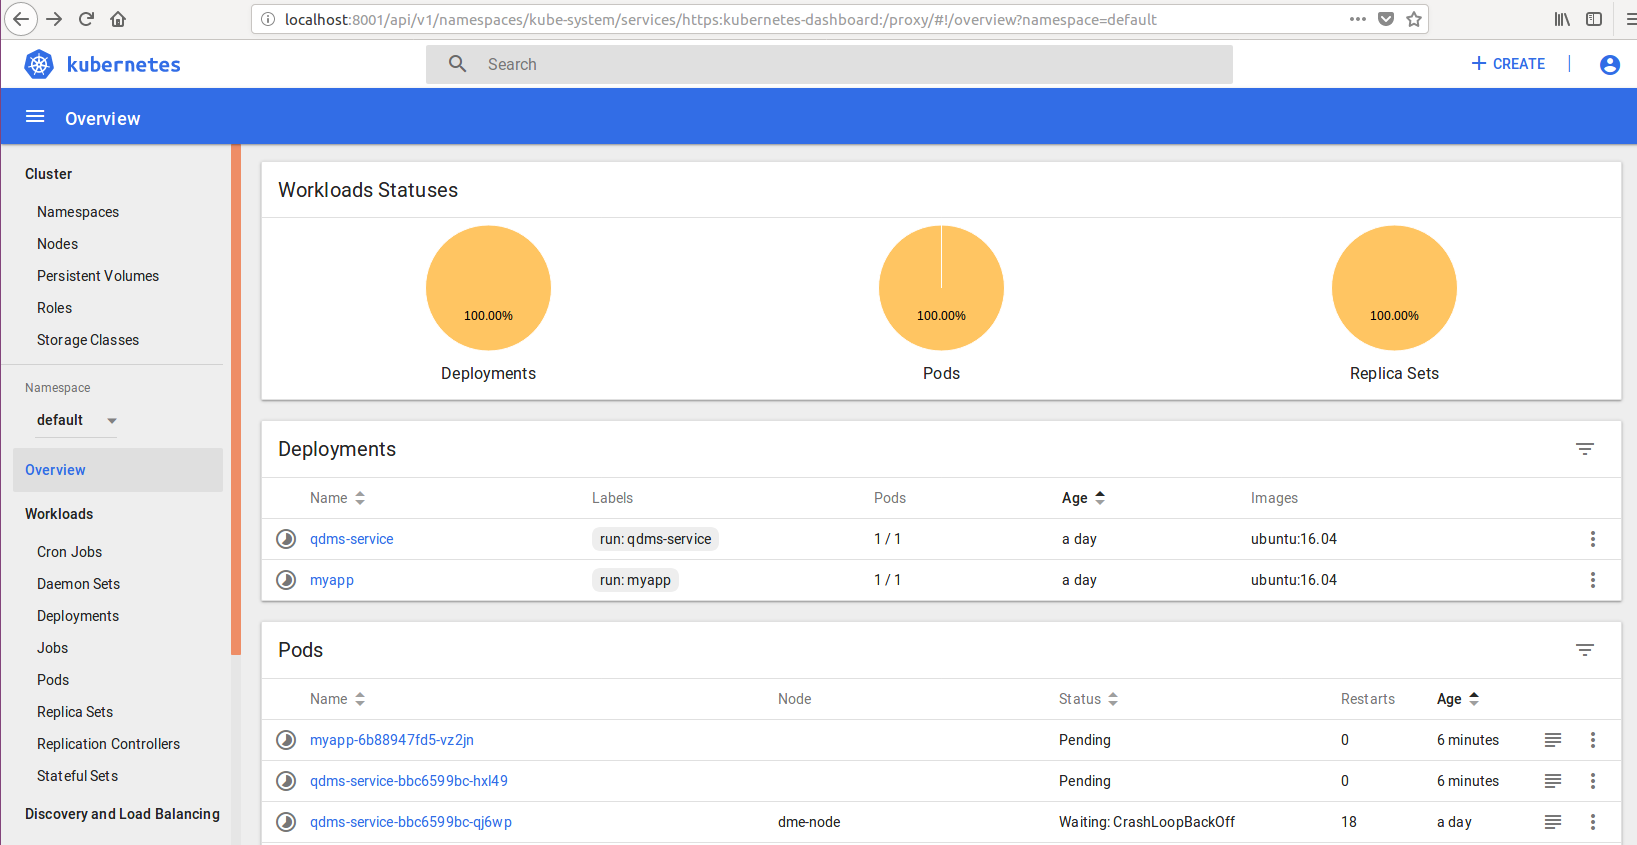 localhost:8001/api/v1/namespaces/kube-system/services/https:kubernetes-dashboard:/proxy/#!/overview?namespace=default
kubernetes
Search
+ CREATE
Overview
Cluster
Namespaces
Nodes
Persistent Volumes
Roles
Storage Classes
Namespace
default
Overview
Workloads
Cron Jobs
Daemon Sets
Deployments
Jobs
Pods
Replica Sets
Replication Controllers
Stateful Sets
Discovery and Load Balancing
Workloads Statuses
100.00% 100.00% 100.00%
Deployments Pods Replica Sets
Deployments
Name Labels Pods Age Images
qdms-service run: qdms-service 1 / 1 a day ubuntu:16.04
myapp run: myapp 1 / 1 a day ubuntu:16.04
Pods
Name Node Status Restarts Age
myapp-6b88947fd5-vz2jn Pending 0 6 minutes
qdms-service-bbc6599bc-hxl49 Pending 0 6 minutes
qdms-service-bbc6599bc-qj6wp dme-node Waiting: CrashLoopBackOff 18 a day